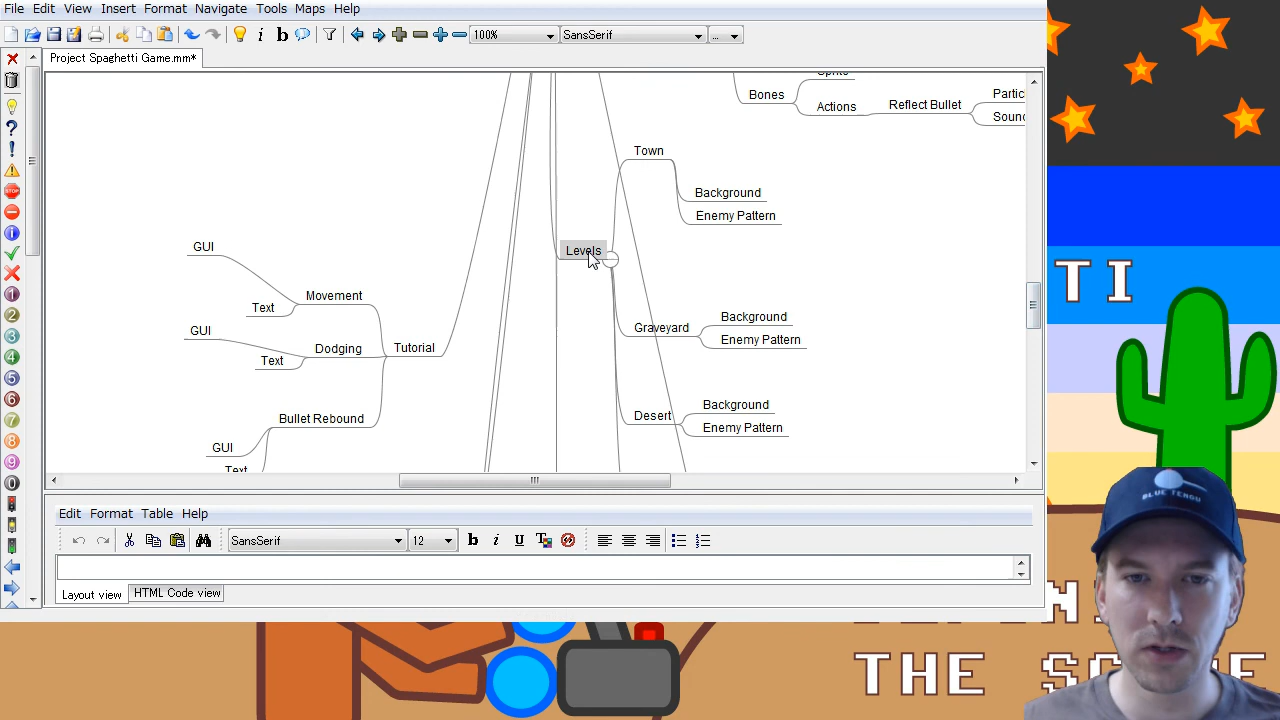 File Edit View Insert Format Navigate Tools Maps Help
100% SansSerif ...
Project Spaghetti Game.mm*
Sprite
Bones
Actions
Reflect Bullet
Partic
Sound
Town
Background
Enemy Pattern
Levels
GUI
Movement
Text
GUI
Dodging
Text
Tutorial
Bullet Rebound
GUI
Text
Graveyard
Background
Enemy Pattern
Desert
Background
Enemy Pattern
TI
Edit Format Table Help
SansSerif 12 b i U
Layout view HTML Code view
BLUE TENGU
THE